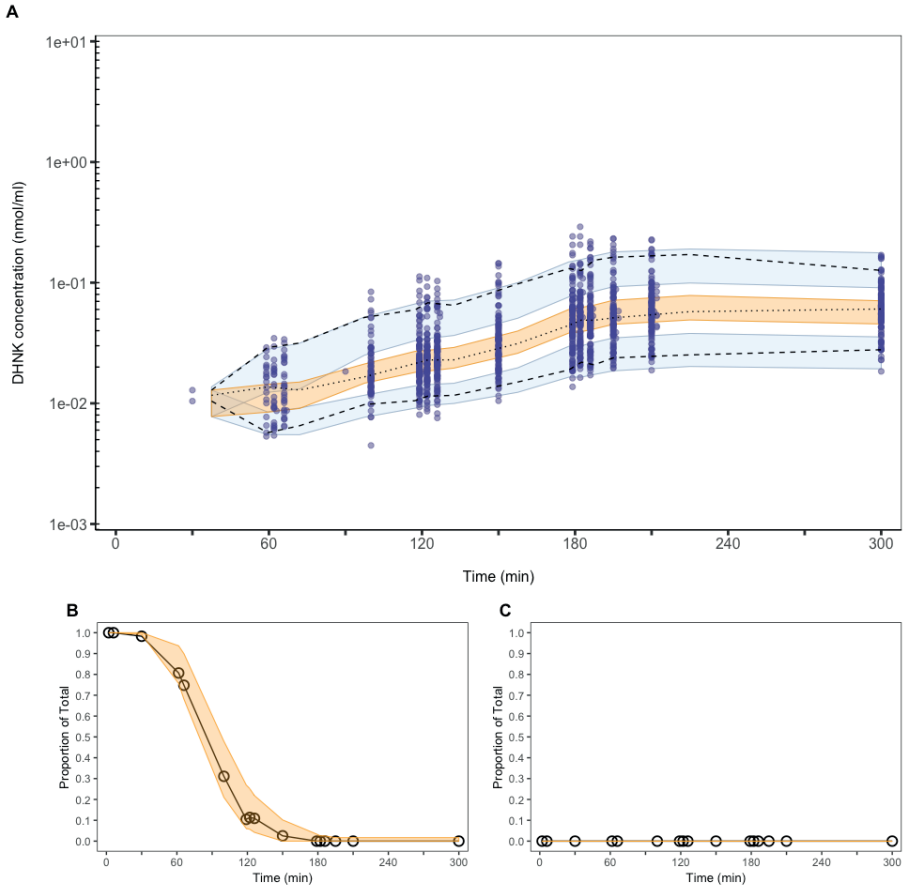 A
DHNK concentration (nmol/ml)
1e+01
1e+00
1e-01
1e-02
1e-03
0 60 120 180 240 300
Time (min)
B
Proportion of Total
1.0
0.9
0.8
0.7
0.6
0.5
0.4
0.3
0.2
0.1
0.0
0 60 120 180 240 300
Time (min)
C
Proportion of Total
1.0
0.9
0.8
0.7
0.6
0.5
0.4
0.3
0.2
0.1
0.0
0 60 120 180 240 300
Time (min)